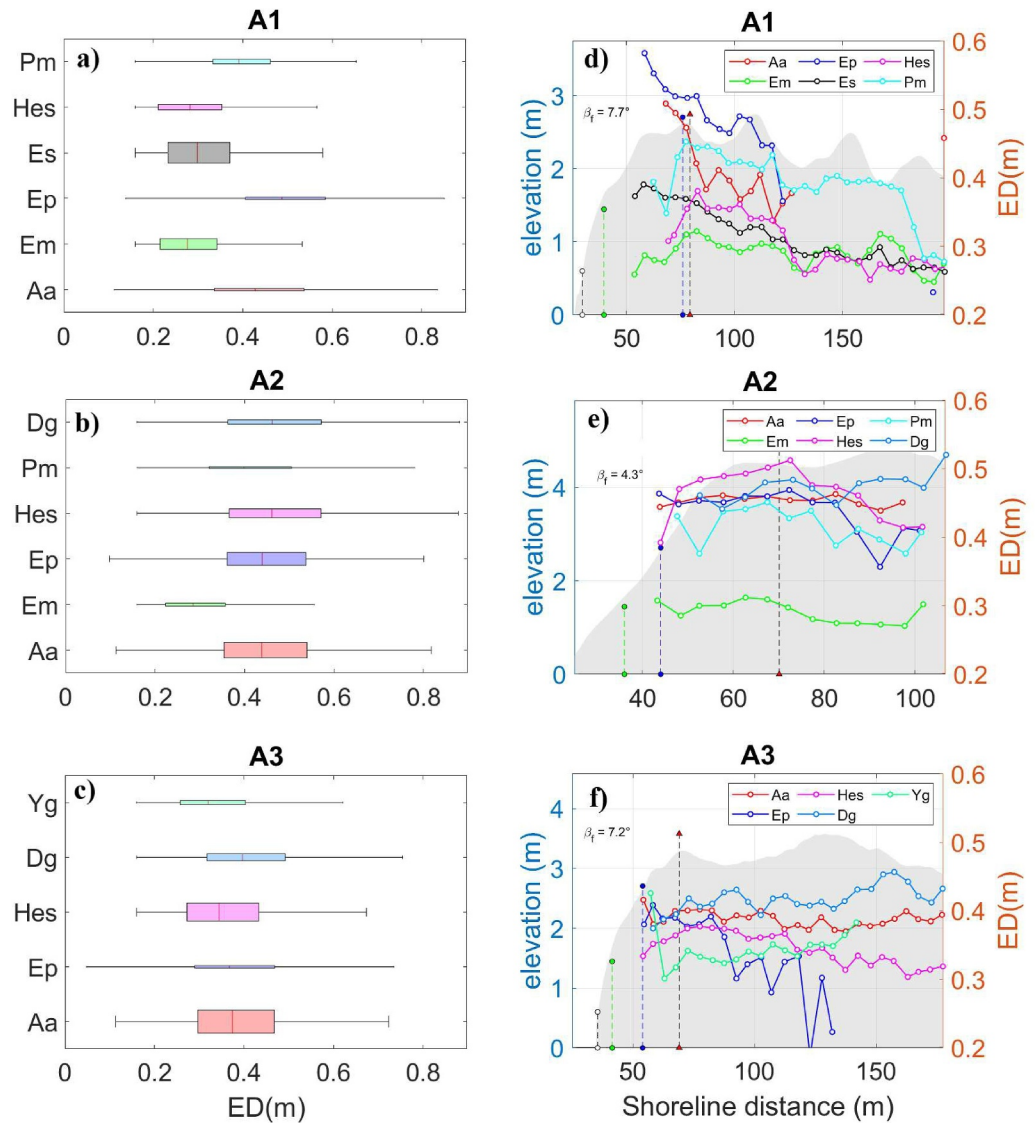 A1
a)
Pm
Hes
Es
Ep
Em
Aa
0 0.2 0.4 0.6 0.8
A2
b)
Dg
Pm
Hes
Ep
Em
Aa
0 0.2 0.4 0.6 0.8
A3
c)
Yg
Dg
Hes
Ep
Aa
0 0.2 0.4 0.6 0.8
ED(m)
A1
d)
Aa Ep Hes
Em Es Pm
βf = 7.7°
elevation (m)
3
2
1
0
50 100 150
0.6
0.5
0.4
0.3
0.2
ED(m)
A2
e)
Aa Ep Pm
Em Hes Dg
βf = 4.3°
elevation (m)
4
2
0
40 60 80 100
0.6
0.5
0.4
0.3
0.2
ED(m)
A3
f)
Aa Hes Yg
Ep Dg
βf = 7.2°
elevation (m)
4
3
2
1
0
50 100 150
Shoreline distance (m)
0.6
0.5
0.4
0.3
0.2
ED(m)